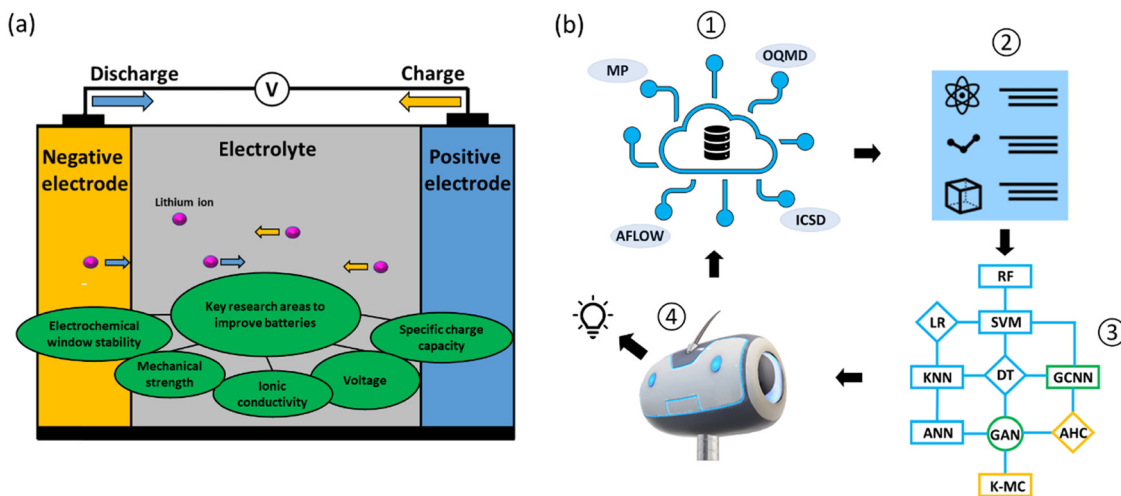 (a)
Discharge
Charge
V
Negative
electrode
Electrolyte
Positive
electrode
Lithium ion
Key research areas to
improve batteries
Electrochemical
window stability
Specific charge
capacity
Mechanical
strength
Ionic
conductivity
Voltage
(b)
1
MP
OQMD
AFLOW
ICSD
2
3
RF
LR
SVM
KNN
DT
GCNN
ANN
GAN
AHC
K-MC
4